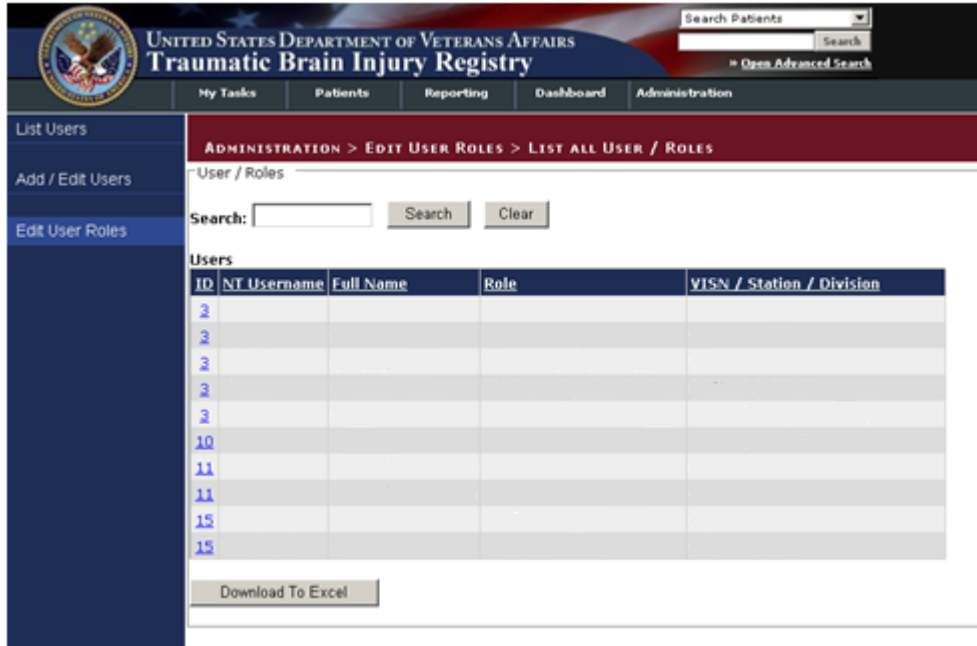 Search Patients
UNITED STATES DEPARTMENT OF VETERANS AFFAIRS
Search
Traumatic Brain Injury Registry
» Open Advanced Search
My Tasks Patients Reporting Dashboard Administration
List Users
ADMINISTRATION > EDIT USER ROLES > LIST ALL USER / ROLES
User / Roles
Add / Edit Users
Search: Search Clear
Edit User Roles
Users
ID NT Username Full Name Role VISN / Station / Division
3
3
3
3
3
10
11
11
15
15
Download To Excel